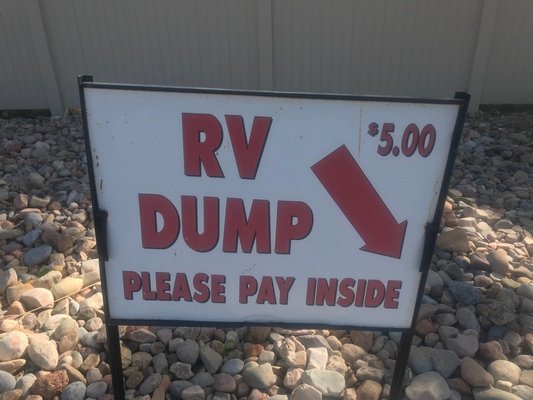 RV
$5.00
DUMP
PLEASE PAY INSIDE